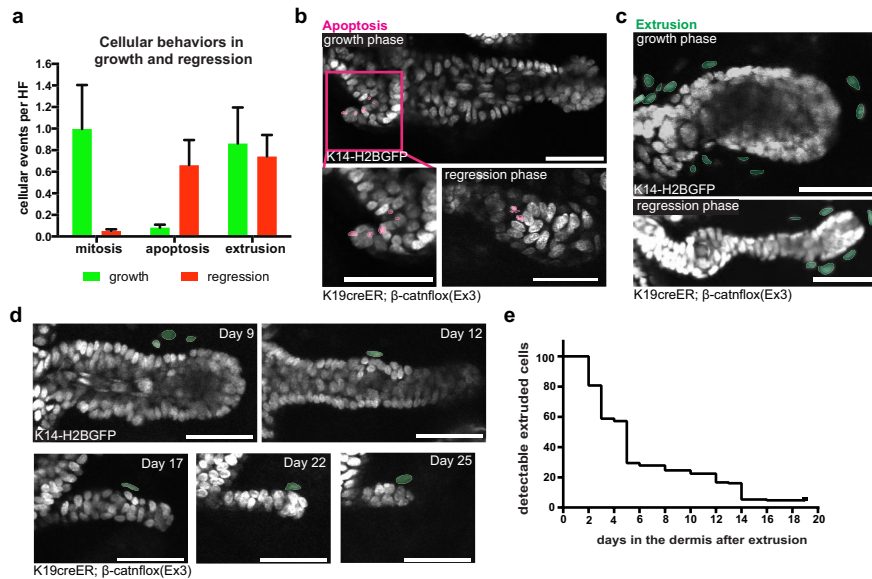 a
Cellular behaviors in
growth and regression
cellular events per HF
1.6
1.4
1.2
1.0
0.8
0.6
0.4
0.2
0.0
mitosis apoptosis extrusion
growth regression
b
Apoptosis
growth phase
K14-H2BGFP
regression phase
K19creER; β-catnflox(Ex3)
c
Extrusion
growth phase
K14-H2BGFP
regression phase
K19creER; β-catnflox(Ex3)
d
Day 9
K14-H2BGFP
Day 12
Day 17
Day 22
Day 25
K19creER; β-catnflox(Ex3)
e
detectable extruded cells
100
80
60
40
20
0
0 2 4 6 8 10 12 14 16 18 20
days in the dermis after extrusion